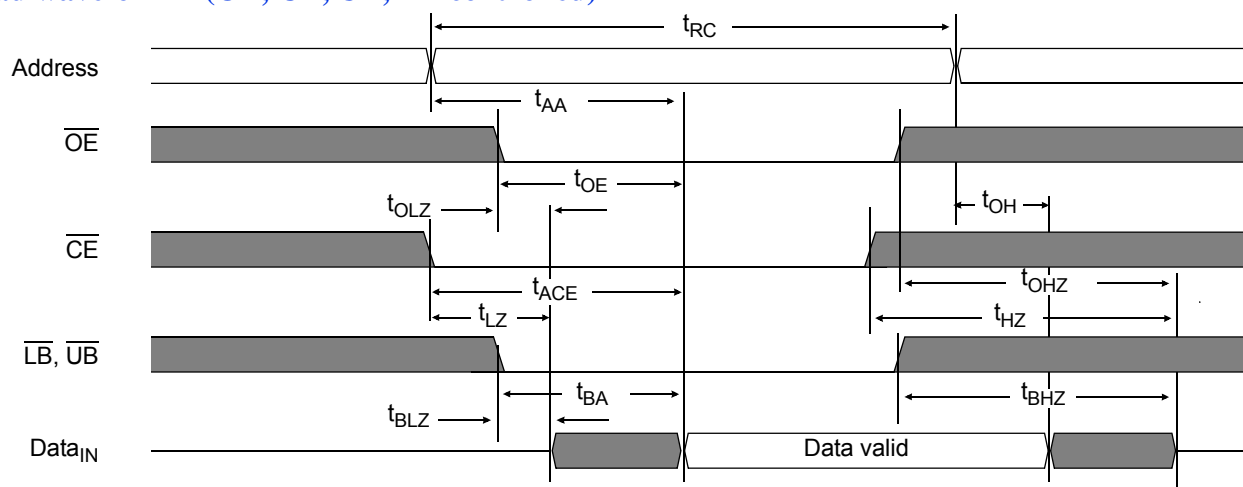 tRC
Address
tAA
OE
tOE
tOLZ
tOH
CE
tACE
tOHZ
tLZ
tHZ
LB, UB
tBA
tBLZ
tBHZ
DataIN
Data valid